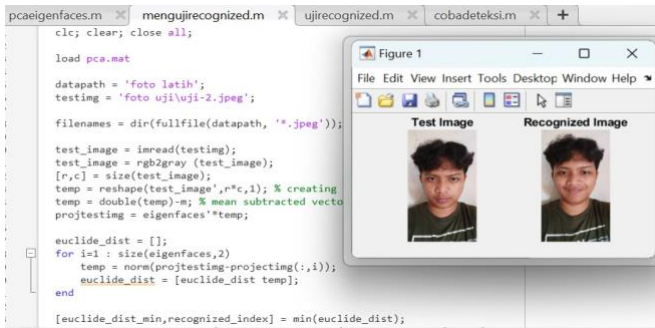 pcaeigenfaces.m
mengujirecognized.m
ujirecognized.m
cobadeteksi.m
clc; clear; close all;
load pca.mat
datapath = 'foto latih';
testimg = 'foto uji\uji-2.jpeg';
filenames = dir(fullfile(datapath, '*.jpeg'));
test_image = imread(testimg);
test_image = rgb2gray (test_image);
[r,c] = size(test_image);
temp = reshape(test_image',r*c,1); % creating
temp = double(temp)-m; % mean subtracted vecto
projtestimg = eigenfaces'*temp;
euclide_dist = [];
for i=1 : size(eigenfaces,2)
temp = norm(projtestimg-projectimg(:,i));
euclide_dist = [euclide_dist temp];
end
[euclide_dist_min,recognized_index] = min(euclide_dist);
Figure 1
File Edit View Insert Tools Desktop Window Help
Test Image
Recognized Image